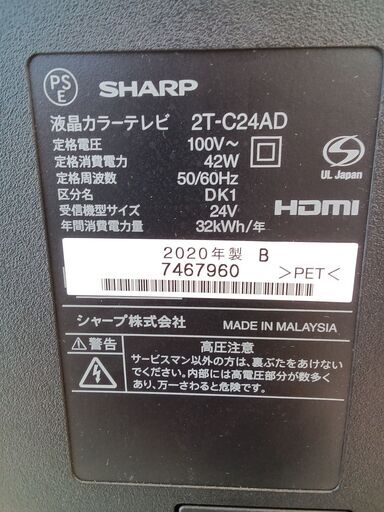 PS
E
SHARP
液晶カラーテレビ 2T-C24AD
定格電圧 100V～
定格消費電力 42W
定格周波数 50/60Hz
区分名 DK1
受信機型サイズ 24V
年間消費電力量 32kWh/年
UL Japan
HDMI
2020年製 B
7467960
>PET<
シャープ株式会社 MADE IN MALAYSIA
警告
高圧注意
サービスマン以外の方は、裏ぶたをあけない
でください。内部には高電圧部分が数多く
あり、万一さわると危険です。